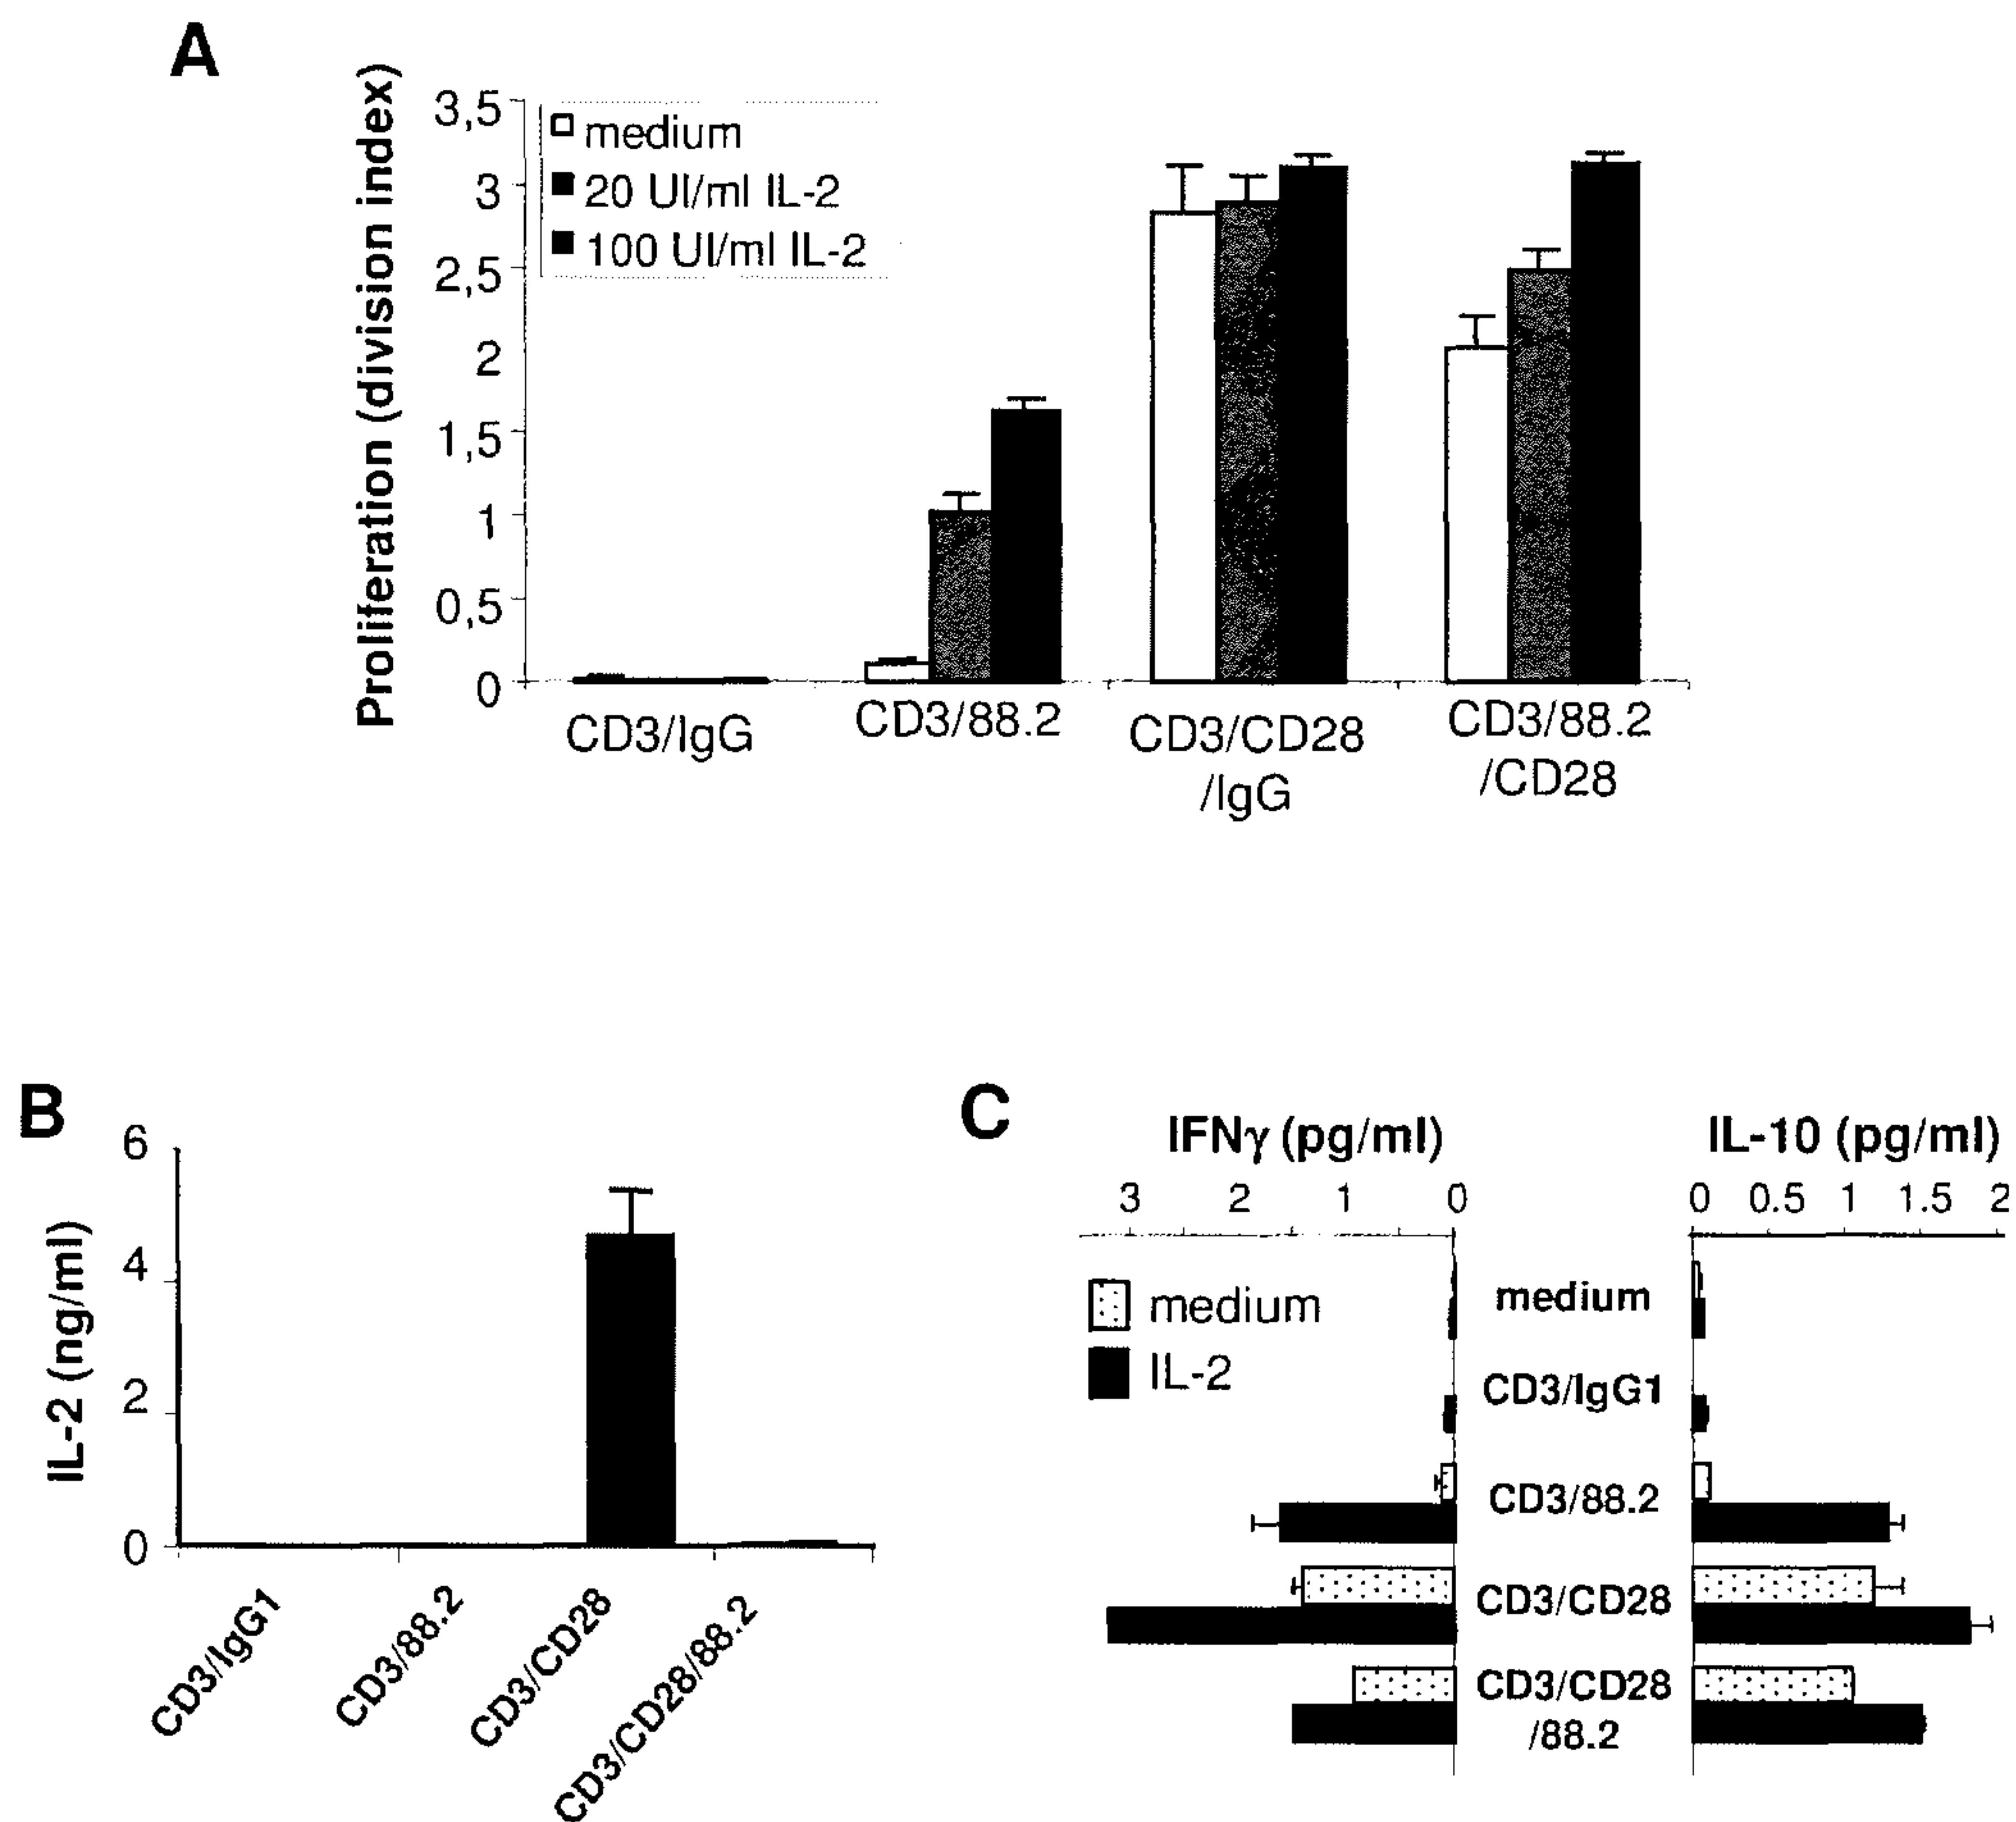 A
Proliferation (division index)
3,5
3
2,5
2
1,5
1
0,5
0
medium
20 UI/ml IL-2
100 UI/ml IL-2
CD3/IgG
CD3/88.2
CD3/CD28
/IgG
CD3/88.2
/CD28
B
IL-2 (ng/ml)
6
4
2
0
CD3/IgG1
CD3/88.2
CD3/CD28
CD3/CD28/88.2
C
IFNγ (pg/ml)
IL-10 (pg/ml)
3 2 1 0
0 0.5 1 1.5 2
medium
IL-2
medium
CD3/IgG1
CD3/88.2
CD3/CD28
CD3/CD28
/88.2